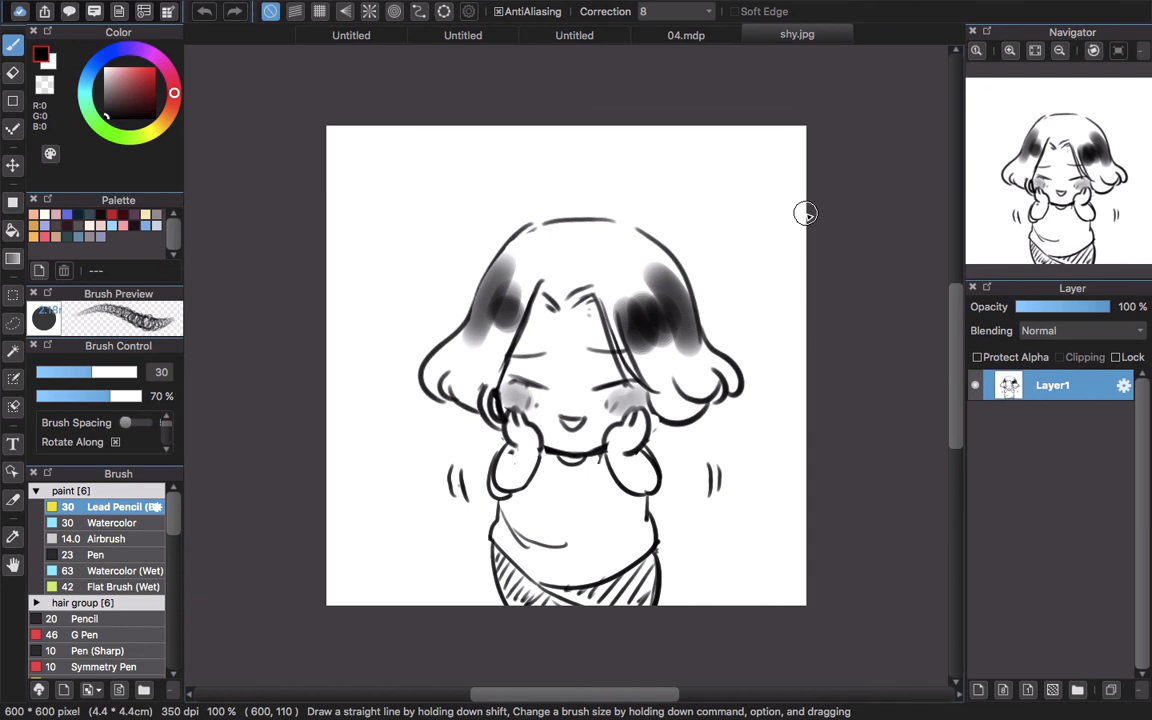 AntiAliasing Correction 8 Soft Edge
Untitled Untitled Untitled 04.mdp shy.jpg
Color
R:0
G:0
B:0
Palette
---
Brush Preview
Brush Control
30
70 %
Brush Spacing
Rotate Along
Brush
paint [6]
30 Lead Pencil
30 Watercolor
14.0 Airbrush
23 Pen
63 Watercolor (Wet)
42 Flat Brush (Wet)
hair group [6]
20 Pencil
46 G Pen
10 Pen (Sharp)
10 Symmetry Pen
Navigator
Layer
Opacity 100 %
Blending Normal
Protect Alpha Clipping Lock
Layer1
600 * 600 pixel (4.4 * 4.4cm) 350 dpi 100 % ( 600, 110 ) Draw a straight line by holding down shift, Change a brush size by holding down command, option, and dragging